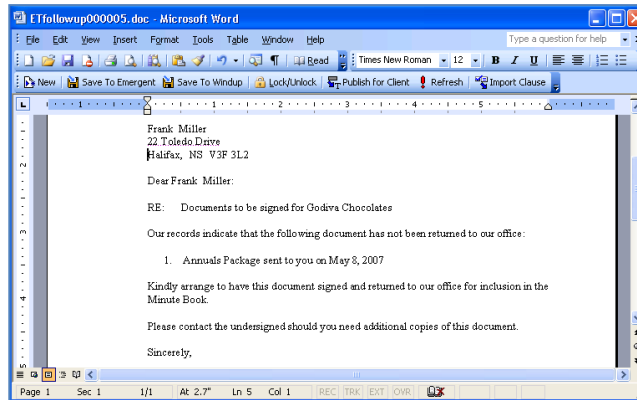 ETfollowup000005.doc - Microsoft Word
File Edit View Insert Format Tools Table Window Help Type a question for help
Read Times New Roman 12 B I U
New Save To Emergent Save To Windup Lock/Unlock Publish for Client Refresh Import Clause
L 1 1 2 3 4 5
Frank Miller
22 Toledo Drive
Halifax, NS V3F 3L2
Dear Frank Miller:
RE: Documents to be signed for Godiva Chocolates
Our records indicate that the following document has not been returned to our office:
1. Annuals Package sent to you on May 8, 2007
Kindly arrange to have this document signed and returned to our office for inclusion in the
Minute Book.
Please contact the undersigned should you need additional copies of this document.
Sincerely,
Page 1 Sec 1 1/1 At 2.7" Ln 5 Col 1 REC TRK EXT OVR